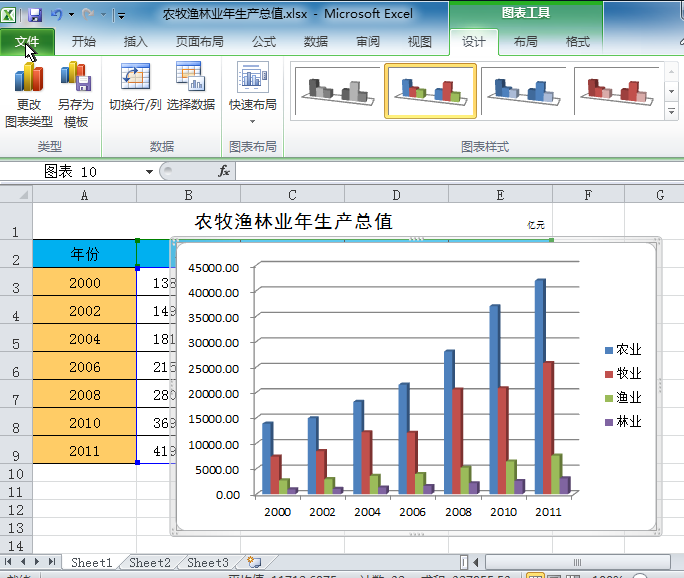 农牧渔林业年生产总值.xlsx - Microsoft Excel
图表工具
文件 开始 插入 页面布局 公式 数据 审阅 视图 设计 布局 格式
更改
图表类型
另存为
模板
切换行/列 选择数据
快速布局
类型 数据 图表布局 图表样式
图表 10
fx
A B C D E F G
1 农牧渔林业年生产总值 亿元
2 年份
3 2000 138
4 2002 149
5 2004 181
6 2006 215
7 2008 280
8 2010 369
9 2011 419
10
11
12
13
14
45000.00
40000.00
35000.00
30000.00
25000.00
20000.00
15000.00
10000.00
5000.00
0.00
2000 2002 2004 2006 2008 2010 2011
农业
牧业
渔业
林业
Sheet1 Sheet2 Sheet3